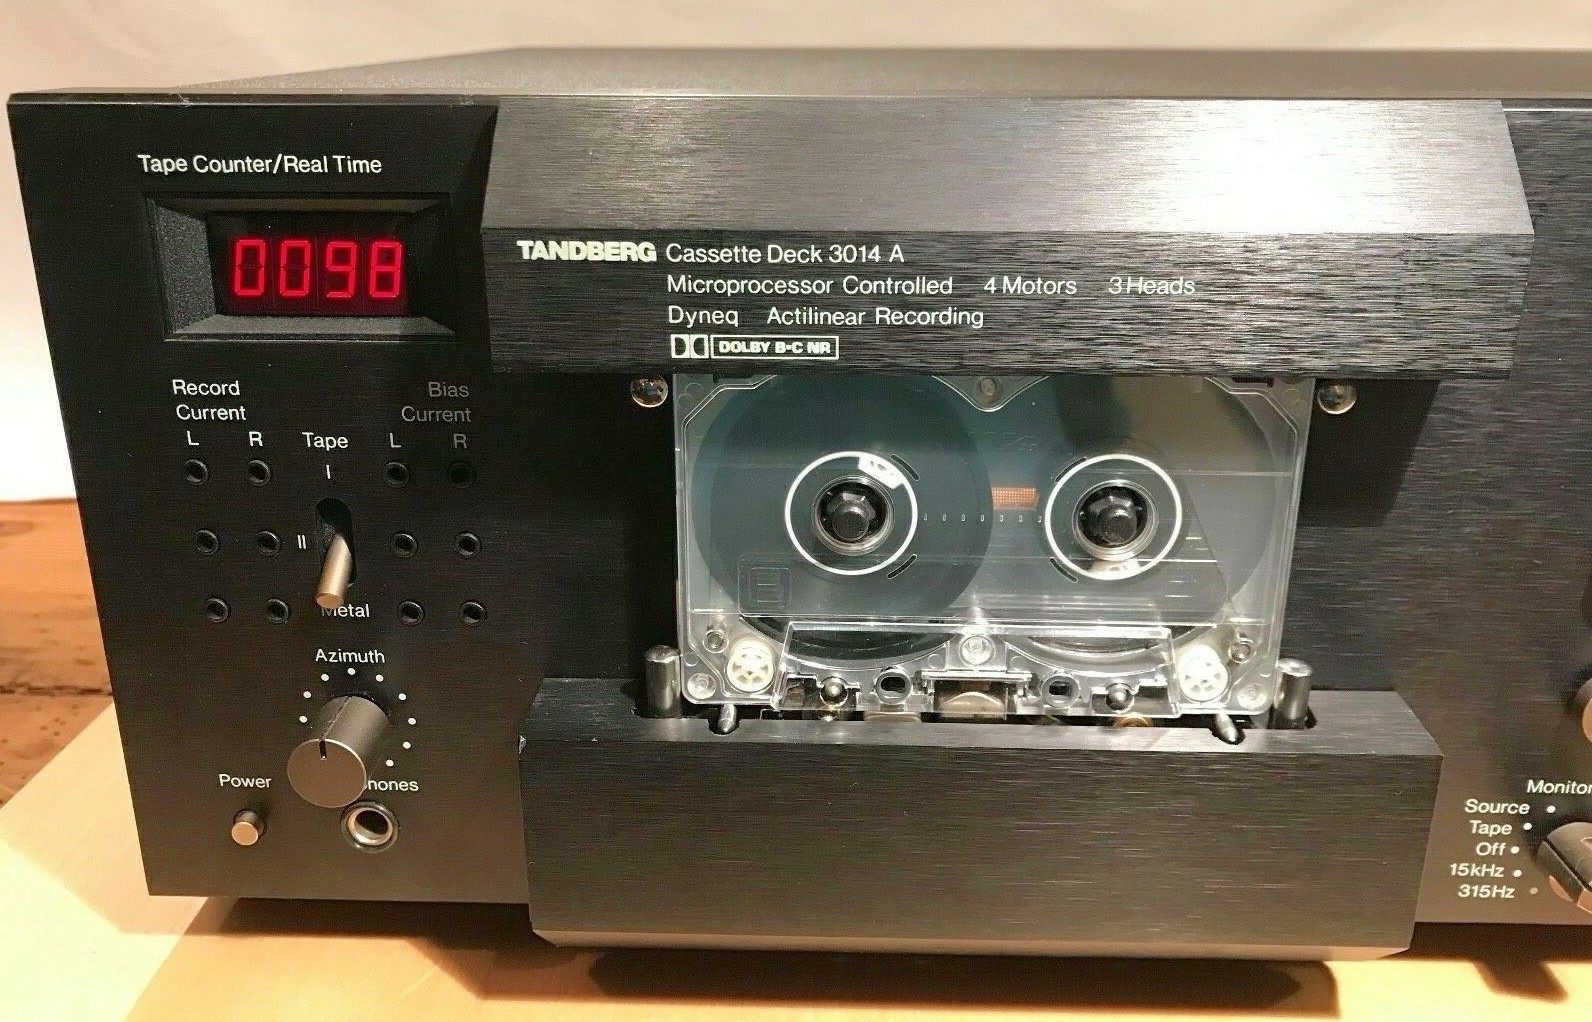 Tape Counter/Real Time
0098
TANDBERG Cassette Deck 3014 A
Microprocessor Controlled 4 Motors 3 Heads
Dyneq Actilinear Recording
DOLBY B-C NR
Record
Current
Bias
Current
L R Tape L R
I
II
Metal
Azimuth
Power
Phones
Monitor
Source
Tape
Off
15kHz
315Hz